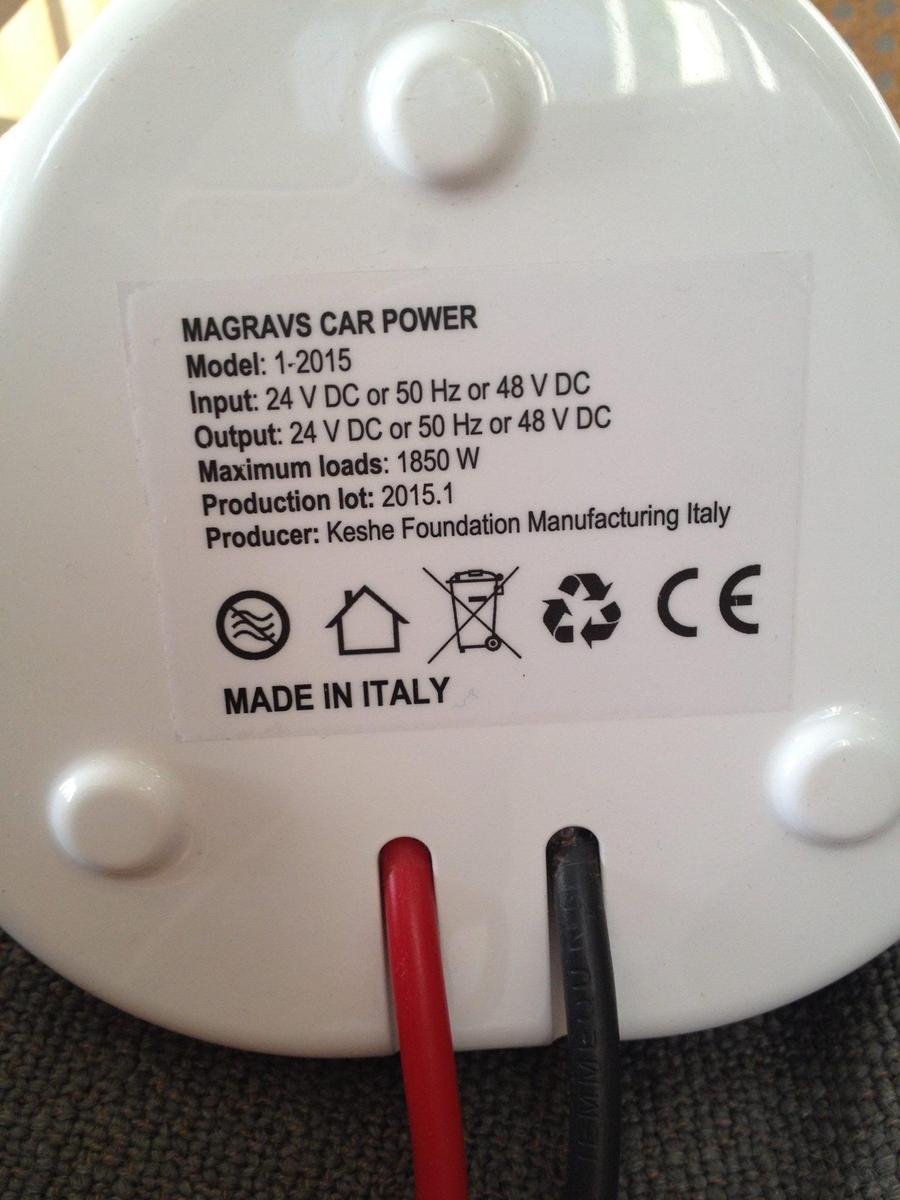 MAGRAVS CAR POWER
Model: 1-2015
Input: 24 V DC or 50 Hz or 48 V DC
Output: 24 V DC or 50 Hz or 48 V DC
Maximum loads: 1850 W
Production lot: 2015.1
Producer: Keshe Foundation Manufacturing Italy
CE
MADE IN ITALY